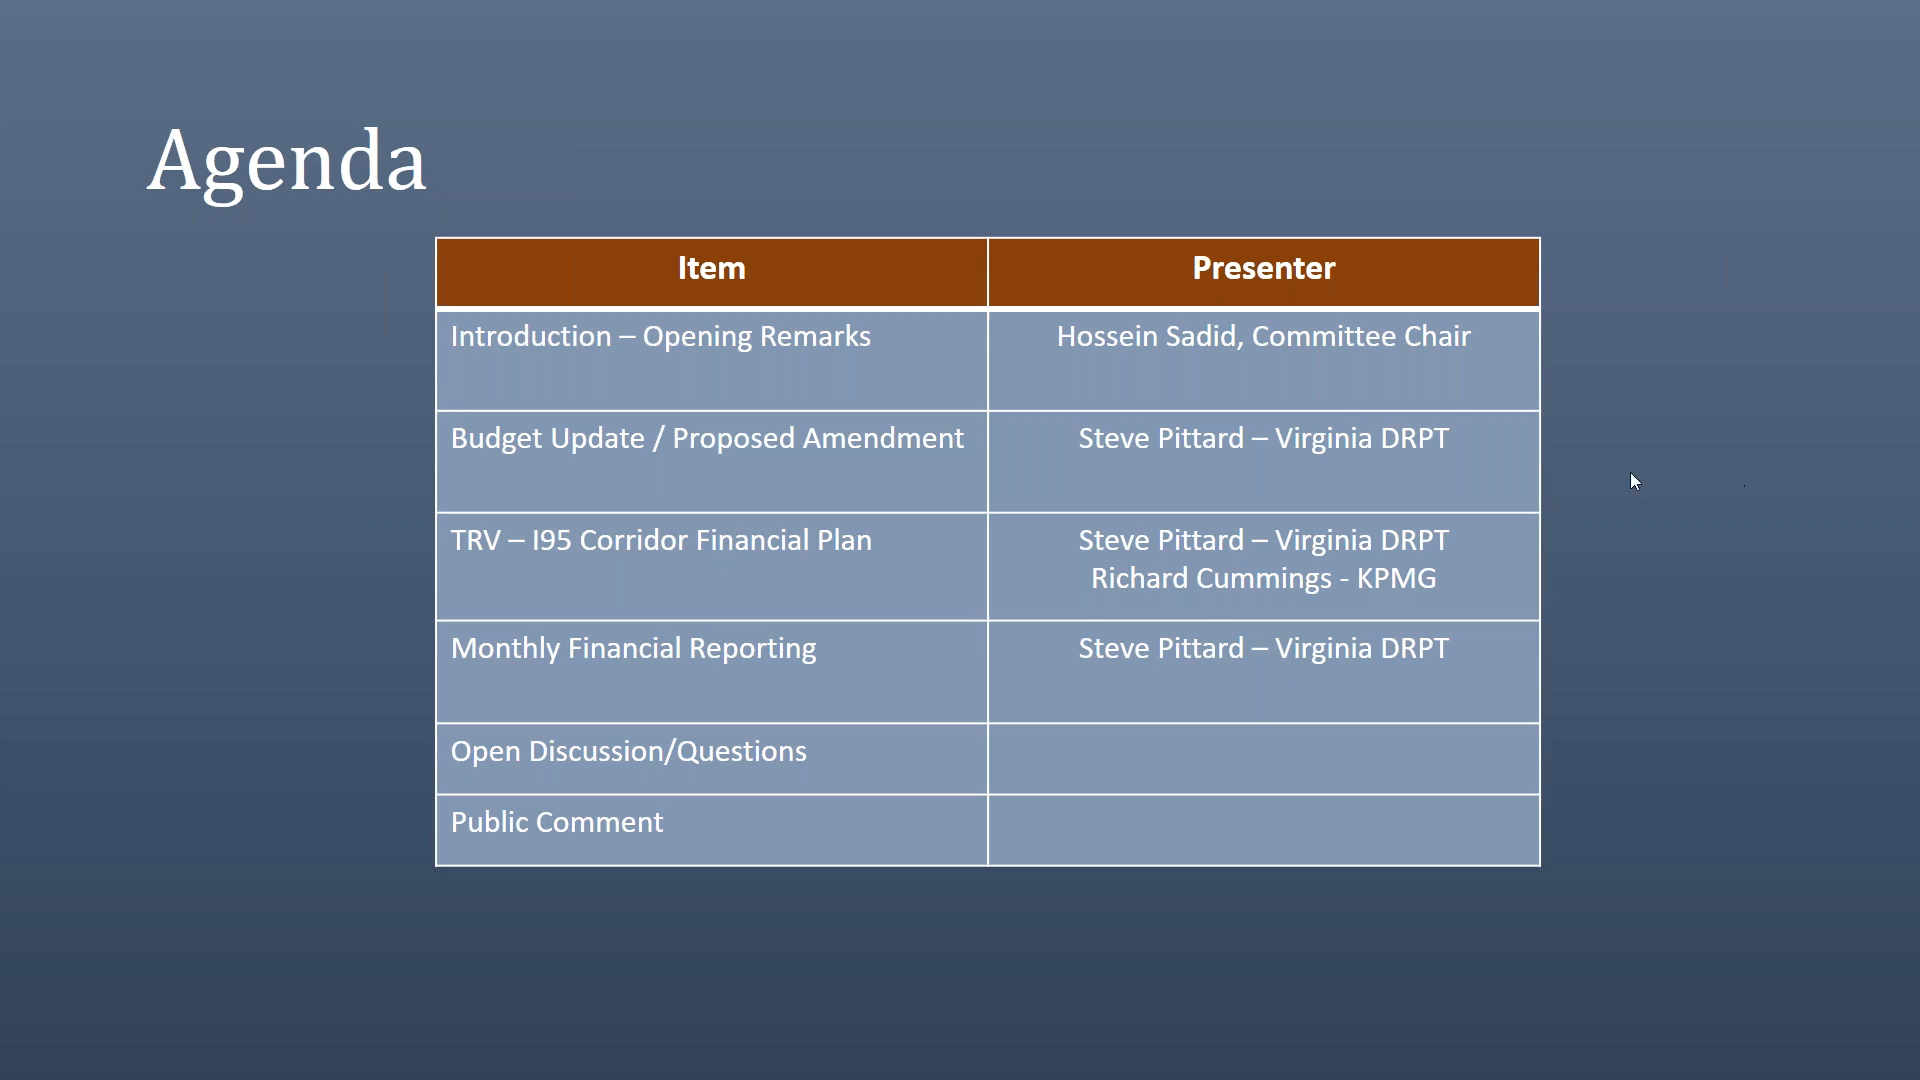 Agenda
Item
Presenter
Introduction – Opening Remarks
Hossein Sadid, Committee Chair
Budget Update / Proposed Amendment
Steve Pittard – Virginia DRPT
TRV – I95 Corridor Financial Plan
Steve Pittard – Virginia DRPT
Richard Cummings - KPMG
Monthly Financial Reporting
Steve Pittard – Virginia DRPT
Open Discussion/Questions
Public Comment